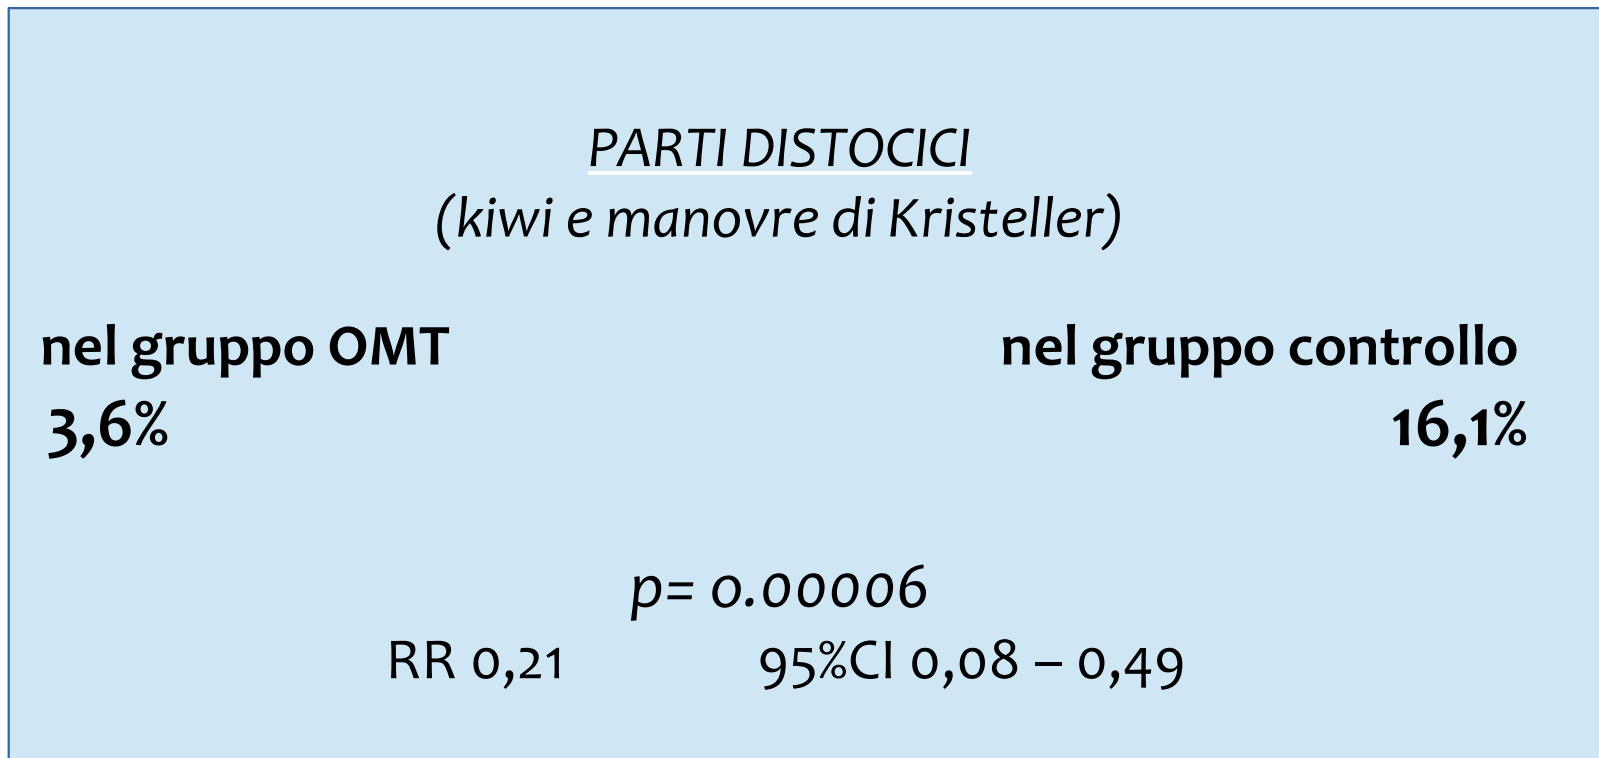 PARTI DISTOCICI
(kiwi e manovre di Kristeller)
nel gruppo OMT nel gruppo controllo
3,6% 16,1%
p= 0.00006
RR 0,21 95%CI 0,08 – 0,49